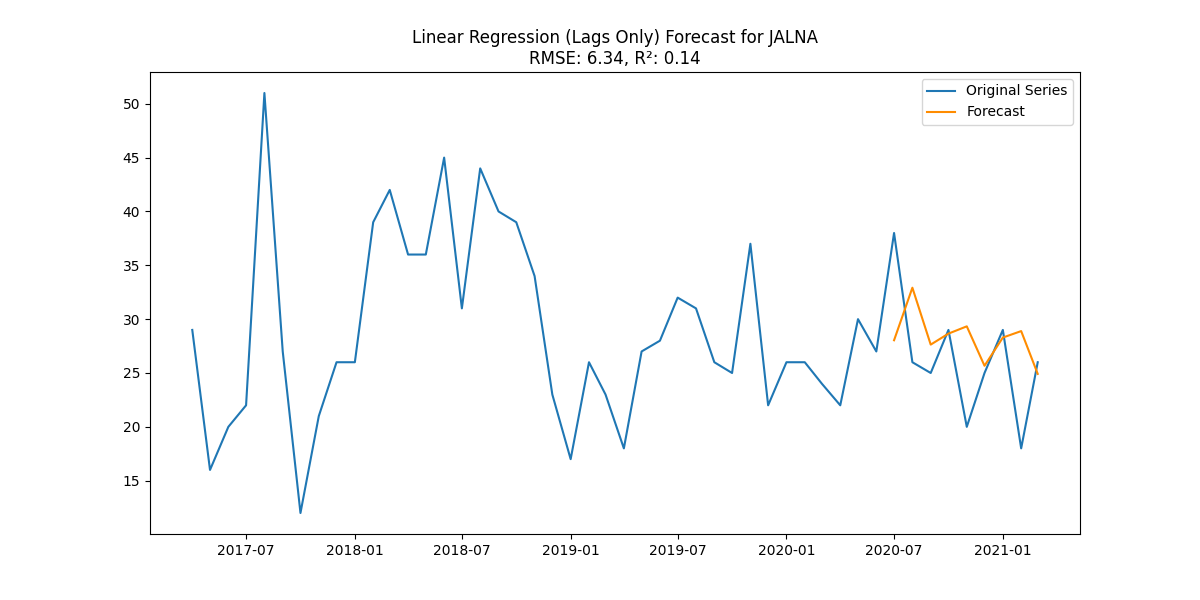 Linear Regression (Lags Only) Forecast for JALNA
RMSE: 6.34, R²: 0.14
Original Series
Forecast
50
45
40
35
30
25
20
15
2017-07 2018-01 2018-07 2019-01 2019-07 2020-01 2020-07 2021-01